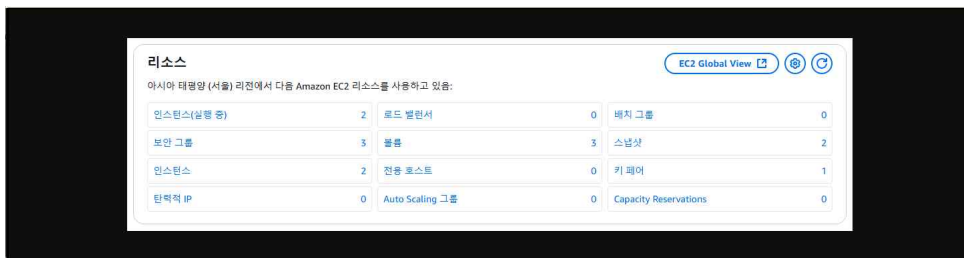 리소스
EC2 Global View
아시아 태평양 (서울) 리전에서 다음 Amazon EC2 리소스를 사용하고 있음:
인스턴스(실행 중) 2 로드 밸런서 0 배치 그룹 0
보안 그룹 3 볼륨 3 스냅샷 2
인스턴스 2 전용 호스트 0 키 페어 1
탄력적 IP 0 Auto Scaling 그룹 0 Capacity Reservations 0